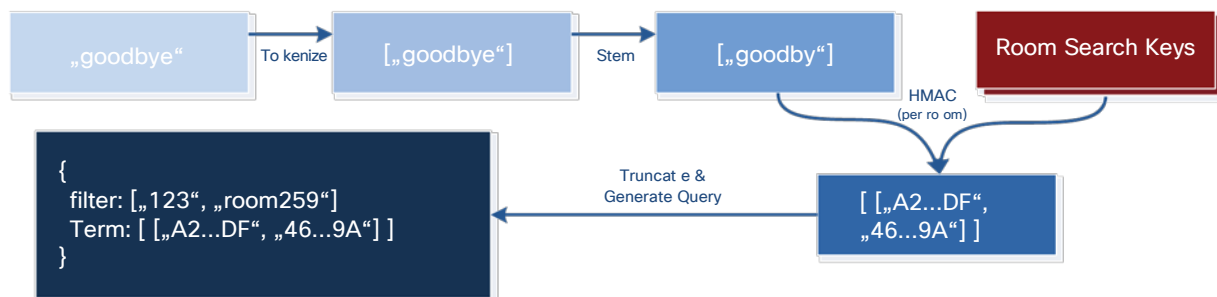 „goodbye“
To kenize
[„goodbye“]
Stem
[„goodby“]
Room Search Keys
HMAC
(per ro om)
[ [„A2...DF“,
„46...9A“] ]
Truncat e &
Generate Query
{
filter: [„123“, „room259“]
Term: [ [„A2...DF“, „46...9A“] ]
}